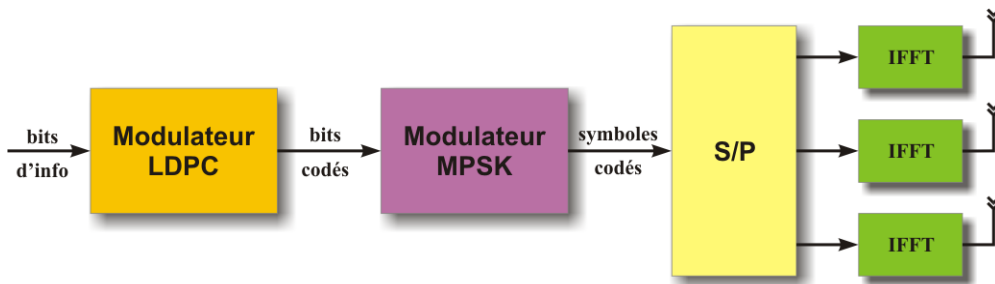 bits
d'info
Modulateur
LDPC
bits
codés
Modulateur
MPSK
symboles
codés
S/P
IFFT
IFFT
IFFT